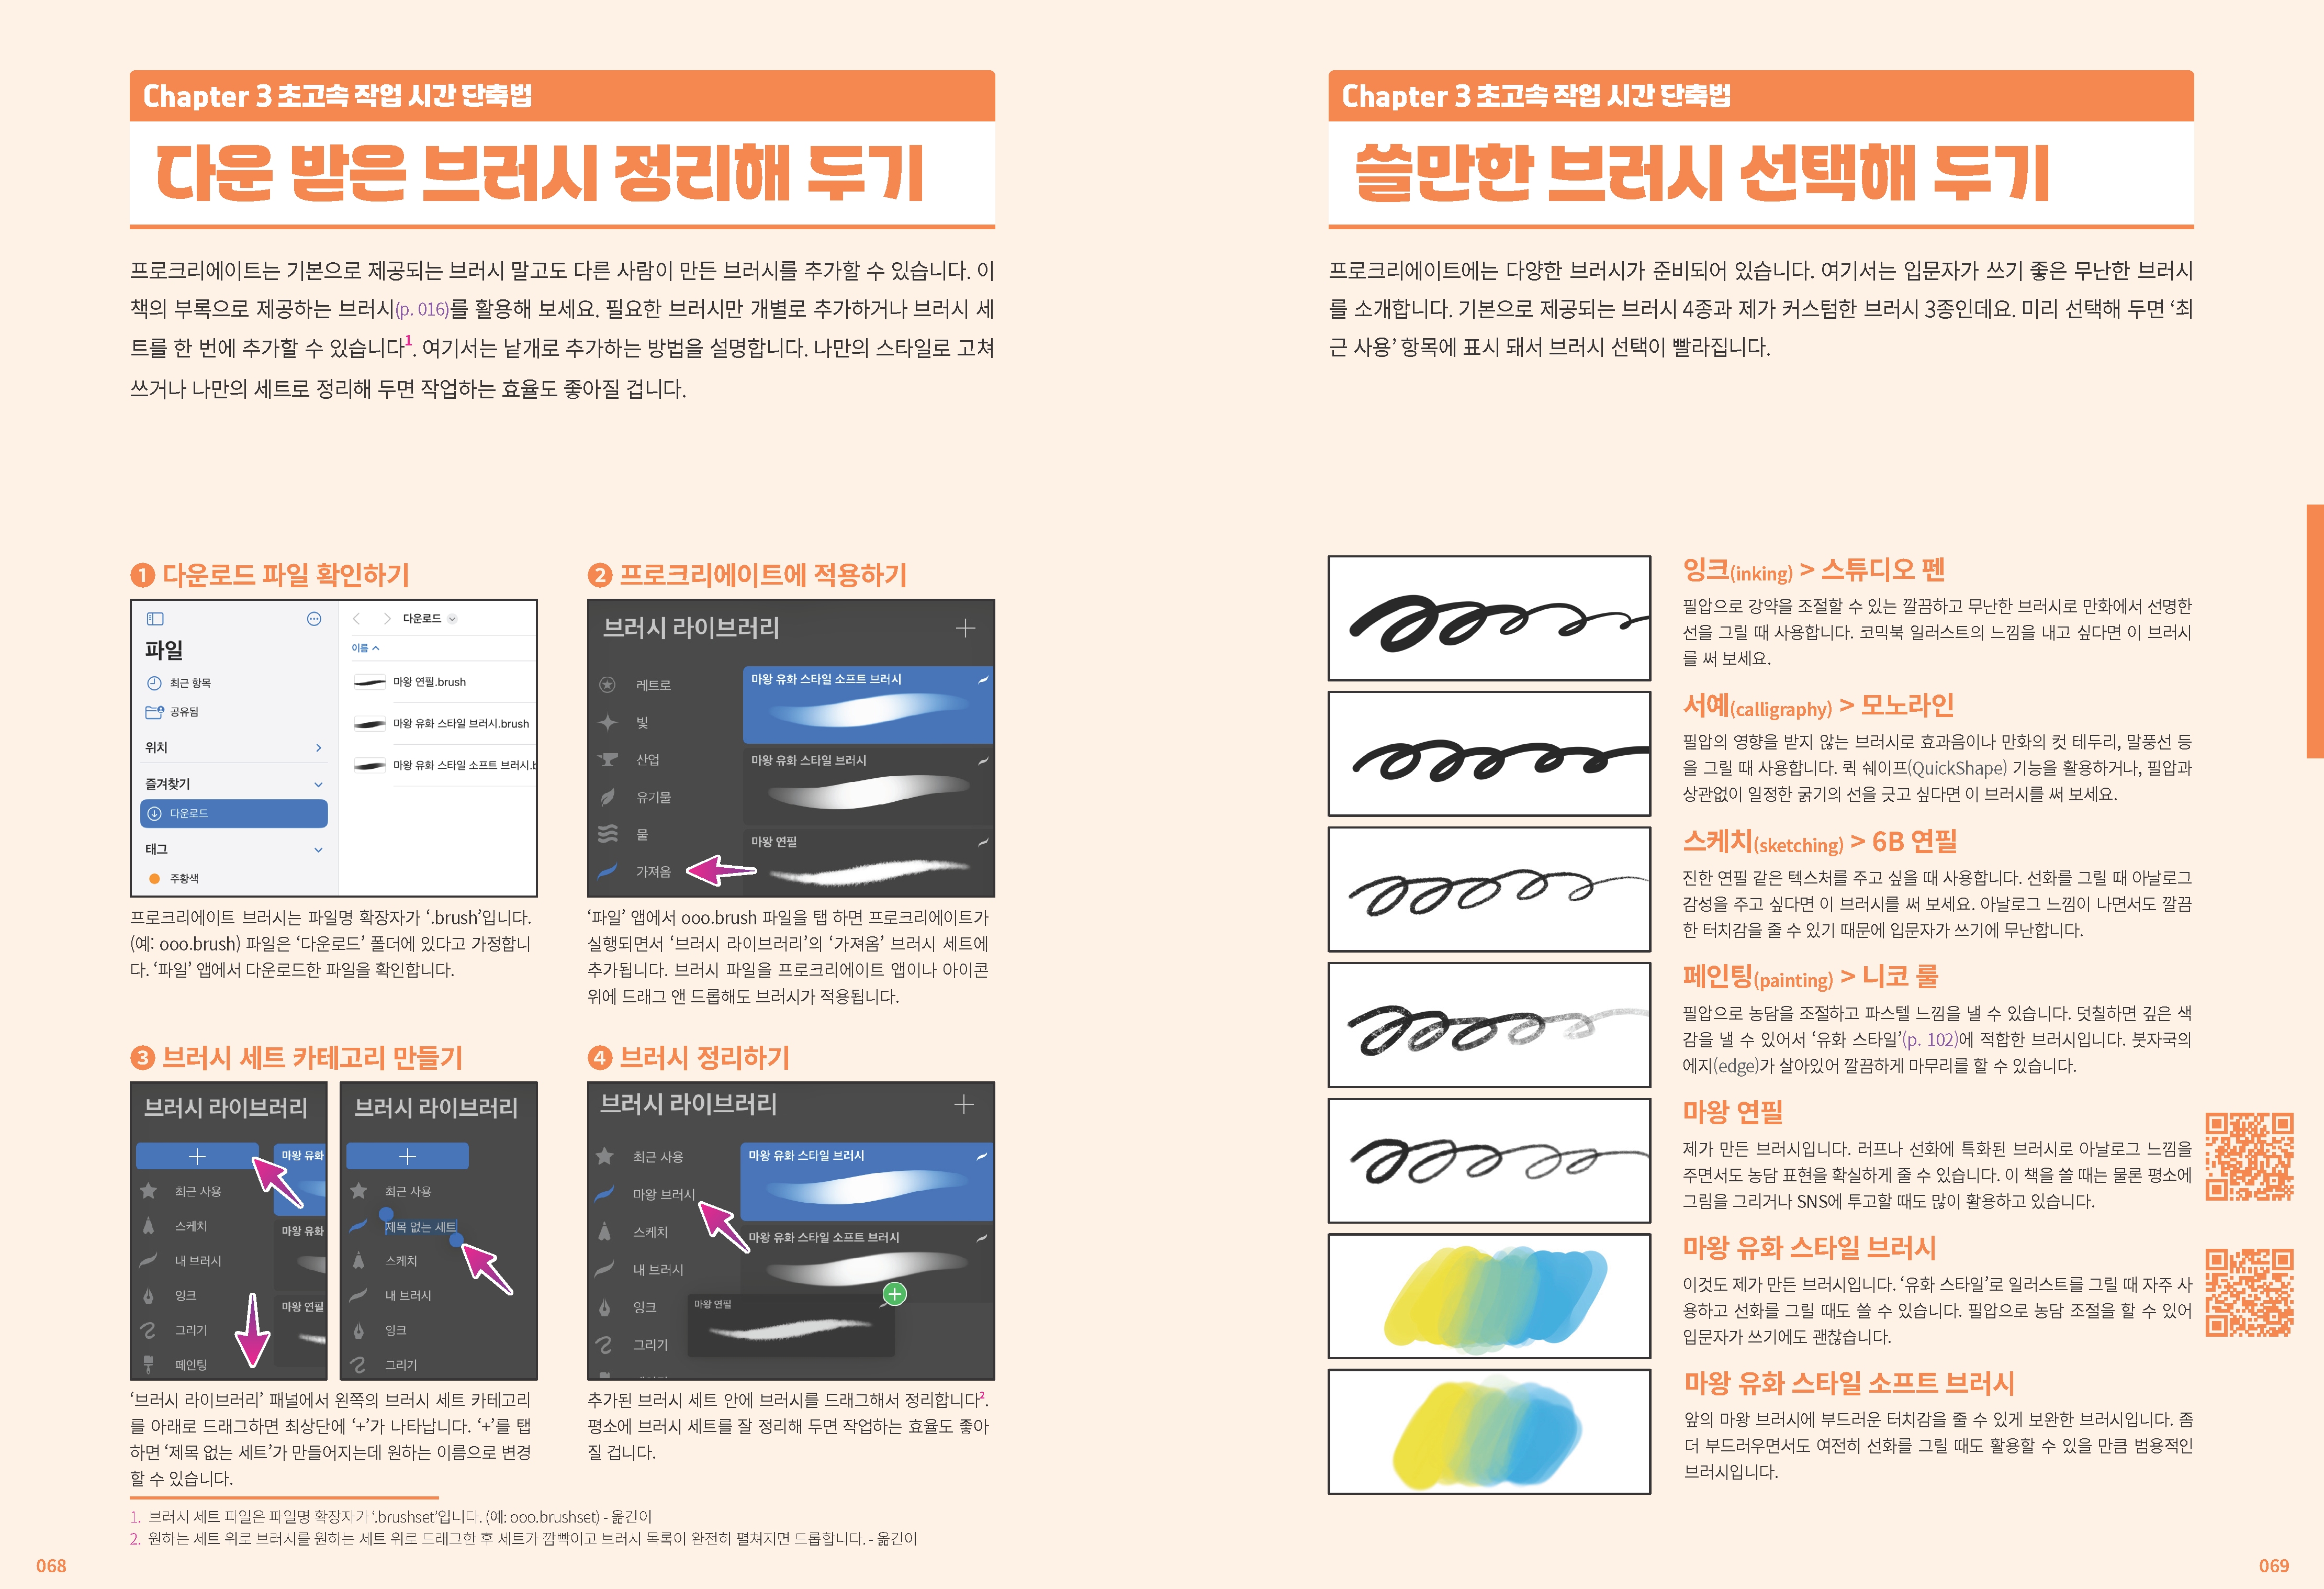 Chapter 3 초고속 작업 시간 단축법
다운 받은 브러시 정리해 두기
프로크리에이트는 기본으로 제공되는 브러시 말고도 다른 사람이 만든 브러시를 추가할 수 있습니다. 이
책의 부록으로 제공하는 브러시(p. 016)를 활용해 보세요. 필요한 브러시만 개별로 추가하거나 브러시 세
트를 한 번에 추가할 수 있습니다1. 여기서는 낱개로 추가하는 방법을 설명합니다. 나만의 스타일로 고쳐
쓰거나 나만의 세트로 정리해 두면 작업하는 효율도 좋아질 겁니다.
❶ 다운로드 파일 확인하기
파일
최근 항목
공유됨
위치
즐겨찾기
다운로드
태그
주황색
다운로드
이름
마왕 연필.brush
마왕 유화 스타일 브러시.brush
마왕 유화 스타일 소프트 브러시.b
프로크리에이트 브러시는 파일명 확장자가 ‘.brush’입니다.
(예: ooo.brush) 파일은 ‘다운로드’ 폴더에 있다고 가정합니
다. ‘파일’ 앱에서 다운로드한 파일을 확인합니다.
❷ 프로크리에이트에 적용하기
브러시 라이브러리
레트로
빛
산업
유기물
물
가져옴
마왕 유화 스타일 소프트 브러시
마왕 유화 스타일 브러시
마왕 연필
‘파일’ 앱에서 ooo.brush 파일을 탭 하면 프로크리에이트가
실행되면서 ‘브러시 라이브러리’의 ‘가져옴’ 브러시 세트에
추가됩니다. 브러시 파일을 프로크리에이트 앱이나 아이콘
위에 드래그 앤 드롭해도 브러시가 적용됩니다.
❸ 브러시 세트 카테고리 만들기
브러시 라이브러리
최근 사용
스케치
내 브러시
잉크
그리기
페인팅
마왕 유화
마왕 유화
마왕 연필
브러시 라이브러리
최근 사용
제목 없는 세트
스케치
내 브러시
잉크
그리기
‘브러시 라이브러리’ 패널에서 왼쪽의 브러시 세트 카테고리
를 아래로 드래그하면 최상단에 ‘+’가 나타납니다. ‘+’를 탭
하면 ‘제목 없는 세트’가 만들어지는데 원하는 이름으로 변경
할 수 있습니다.
❹ 브러시 정리하기
브러시 라이브러리
최근 사용
마왕 브러시
스케치
내 브러시
잉크
그리기
마왕 유화 스타일 브러시
마왕 유화 스타일 소프트 브러시
마왕 연필
추가된 브러시 세트 안에 브러시를 드래그해서 정리합니다2.
평소에 브러시 세트를 잘 정리해 두면 작업하는 효율도 좋아
질 겁니다.
1. 브러시 세트 파일은 파일명 확장자가 ‘.brushset’입니다. (예: ooo.brushset) - 옮긴이
2. 원하는 세트 위로 브러시를 원하는 세트 위로 드래그한 후 세트가 깜빡이고 브러시 목록이 완전히 펼쳐지면 드롭합니다. - 옮긴이
068
Chapter 3 초고속 작업 시간 단축법
쓸만한 브러시 선택해 두기
프로크리에이트에는 다양한 브러시가 준비되어 있습니다. 여기서는 입문자가 쓰기 좋은 무난한 브러시
를 소개합니다. 기본으로 제공되는 브러시 4종과 제가 커스텀한 브러시 3종인데요. 미리 선택해 두면 ‘최
근 사용’ 항목에 표시 돼서 브러시 선택이 빨라집니다.
잉크(inking) > 스튜디오 펜
필압으로 강약을 조절할 수 있는 깔끔하고 무난한 브러시로 만화에서 선명한
선을 그릴 때 사용합니다. 코믹북 일러스트의 느낌을 내고 싶다면 이 브러시
를 써 보세요.
서예(calligraphy) > 모노라인
필압의 영향을 받지 않는 브러시로 효과음이나 만화의 컷 테두리, 말풍선 등
을 그릴 때 사용합니다. 퀵 쉐이프(QuickShape) 기능을 활용하거나, 필압과
상관없이 일정한 굵기의 선을 긋고 싶다면 이 브러시를 써 보세요.
스케치(sketching) > 6B 연필
진한 연필 같은 텍스처를 주고 싶을 때 사용합니다. 선화를 그릴 때 아날로그
감성을 주고 싶다면 이 브러시를 써 보세요. 아날로그 느낌이 나면서도 깔끔
한 터치감을 줄 수 있기 때문에 입문자가 쓰기에 무난합니다.
페인팅(painting) > 니코 룰
필압으로 농담을 조절하고 파스텔 느낌을 낼 수 있습니다. 덧칠하면 깊은 색
감을 낼 수 있어서 ‘유화 스타일’(p. 102)에 적합한 브러시입니다. 붓자국의
에지(edge)가 살아있어 깔끔하게 마무리를 할 수 있습니다.
마왕 연필
제가 만든 브러시입니다. 러프나 선화에 특화된 브러시로 아날로그 느낌을
주면서도 농담 표현을 확실하게 줄 수 있습니다. 이 책을 쓸 때는 물론 평소에
그림을 그리거나 SNS에 투고할 때도 많이 활용하고 있습니다.
마왕 유화 스타일 브러시
이것도 제가 만든 브러시입니다. ‘유화 스타일’로 일러스트를 그릴 때 자주 사
용하고 선화를 그릴 때도 쓸 수 있습니다. 필압으로 농담 조절을 할 수 있어
입문자가 쓰기에도 괜찮습니다.
마왕 유화 스타일 소프트 브러시
앞의 마왕 브러시에 부드러운 터치감을 줄 수 있게 보완한 브러시입니다. 좀
더 부드러우면서도 여전히 선화를 그릴 때도 활용할 수 있을 만큼 범용적인
브러시입니다.
069